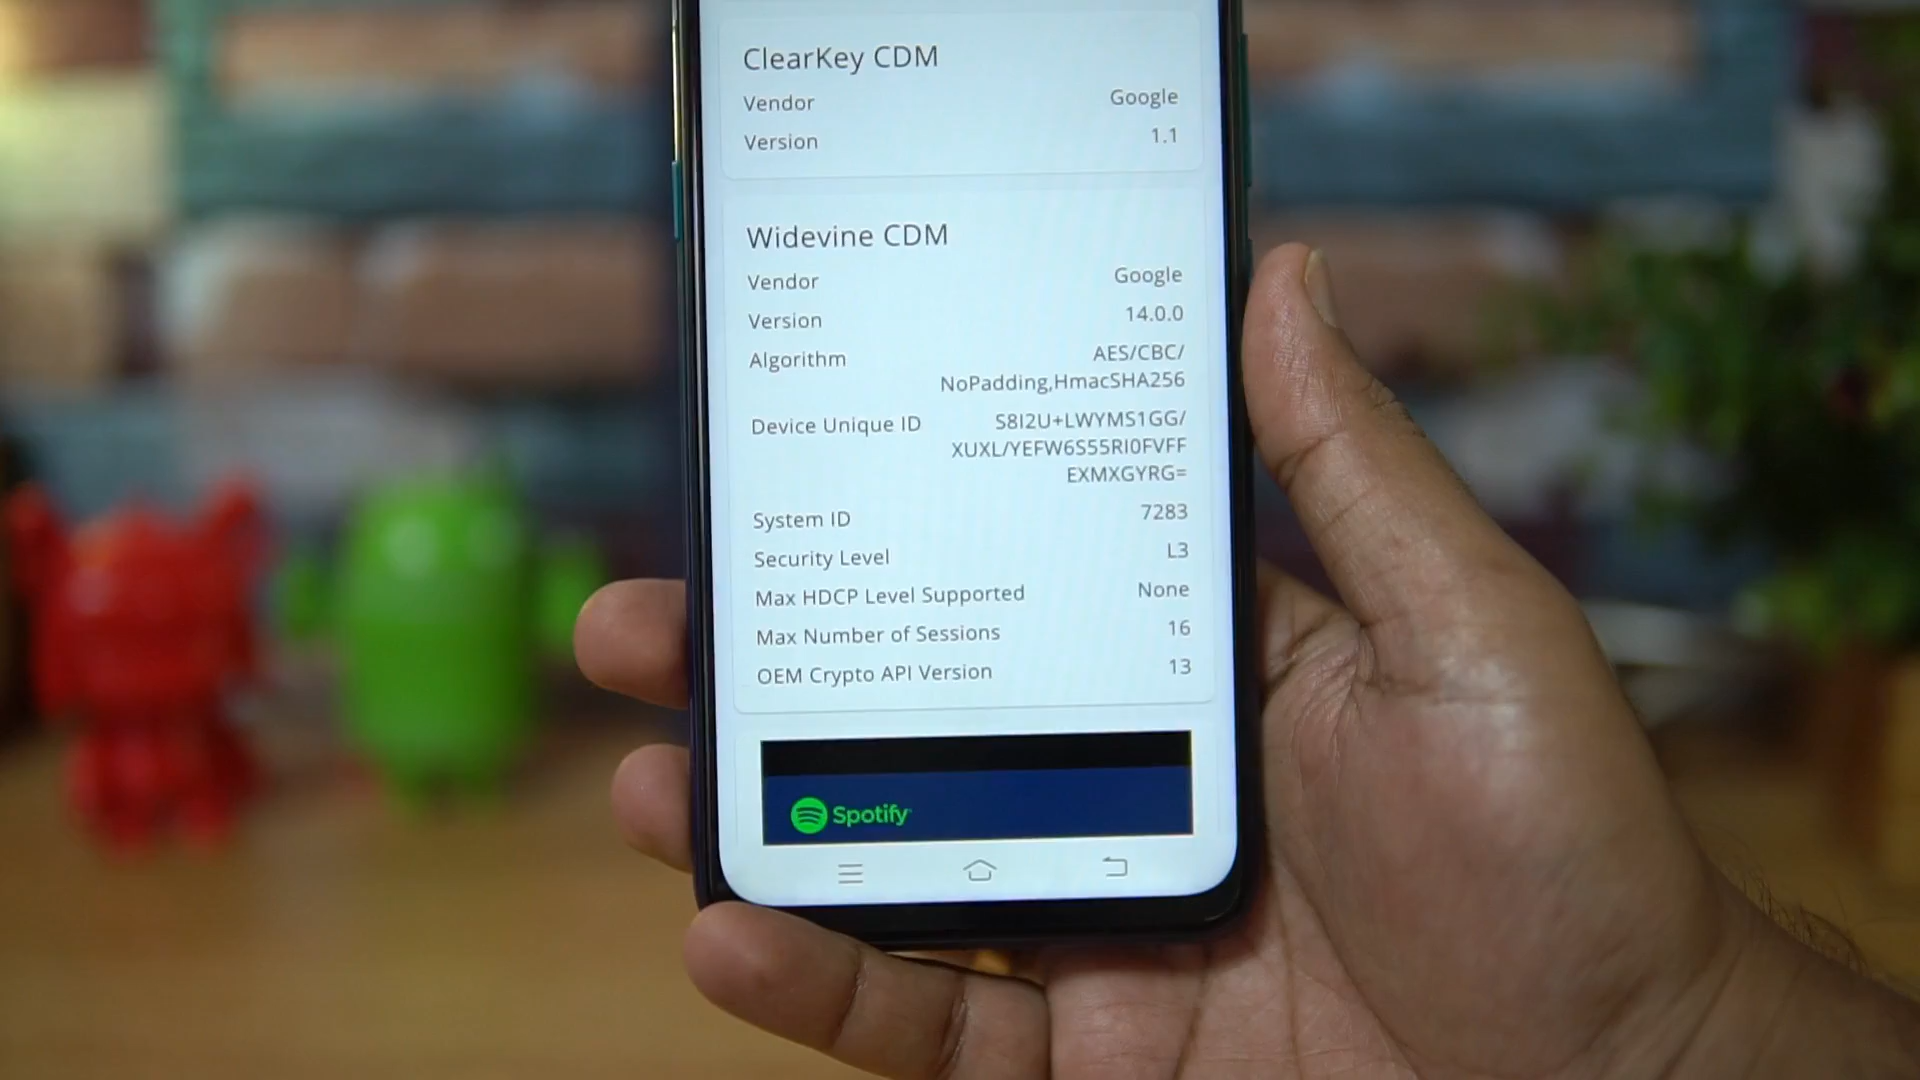 ClearKey CDM
Vendor Google
Version 1.1
Widevine CDM
Vendor Google
Version 14.0.0
Algorithm AES/CBC/
NoPadding,HmacSHA256
Device Unique ID S8I2U+LWYMS1GG/
XUXL/YEFW6S55RI0FVFF
EXMXGYRG=
System ID 7283
Security Level L3
Max HDCP Level Supported None
Max Number of Sessions 16
OEM Crypto API Version 13
Spotify